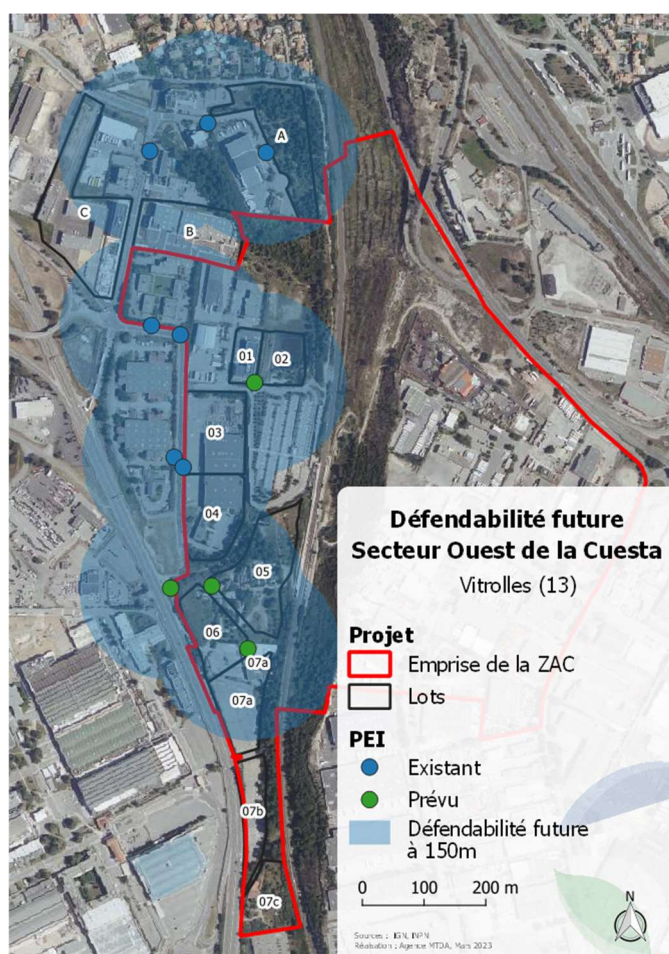 A
C
B
01
02
03
04
05
06
07a
07a
07b
07c
Défendabilité future
Secteur Ouest de la Cuesta
Vitrolles (13)
Projet
Emprise de la ZAC
Lots
PEI
Existant
Prévu
Défendabilité future
à 150m
0 100 200 m
N
Sources : IGN, INPN
Réalisation : Agence MTDA, Mars 2023